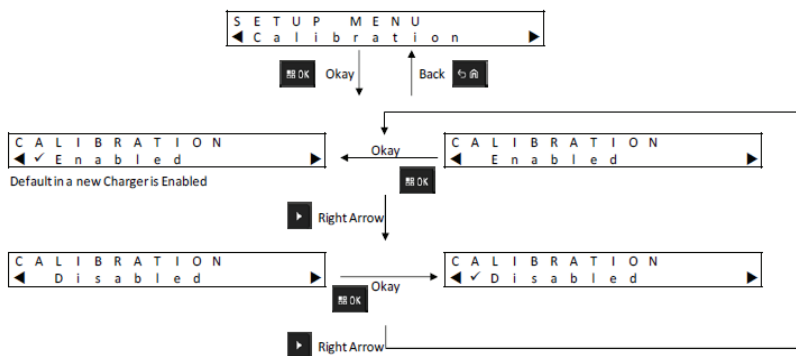 SETUP MENU
◀ Calibration ▶
OK Okay
Back
CALIBRATION
◀ ✓ Enabled ▶
Okay
OK
CALIBRATION
◀ Enabled ▶
Default in a new Charger is Enabled
Right Arrow
CALIBRATION
◀ Disabled ▶
Okay
OK
CALIBRATION
◀ ✓ Disabled ▶
Right Arrow